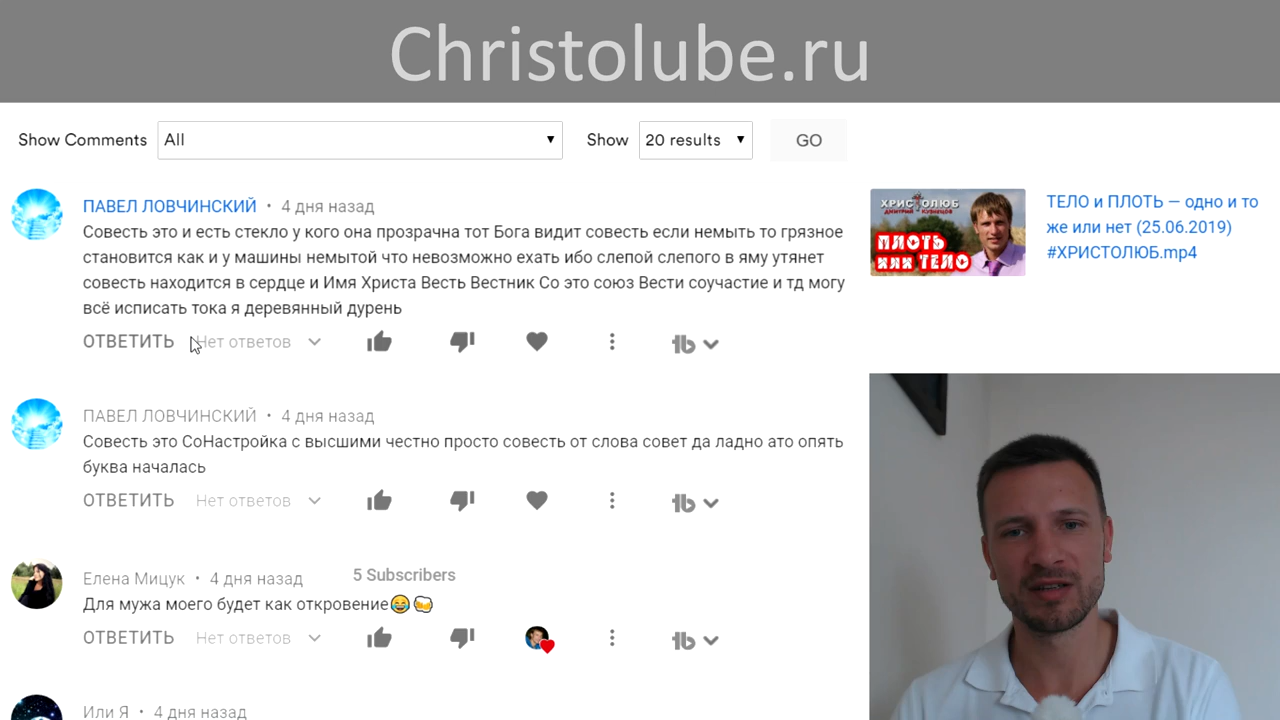 Christolube.ru
Show Comments All Show 20 results GO
ПАВЕЛ ЛОВЧИНСКИЙ • 4 дня назад
Совесть это и есть стекло у кого она прозрачна тот Бога видит совесть если немыть то грязное
становится как и у машины немытой что невозможно ехать ибо слепой слепого в яму утянет
совесть находится в сердце и Имя Христа Весть Вестник Со это союз Вести соучастие и тд могу
всё исписать тока я деревянный дурень
ОТВЕТИТЬ Нет ответов
ПАВЕЛ ЛОВЧИНСКИЙ • 4 дня назад
Совесть это СоНастройка с высшими честно просто совесть от слова совет да ладно ато опять
буква началась
ОТВЕТИТЬ Нет ответов
Елена Мицук • 4 дня назад 5 Subscribers
Для мужа моего будет как откровение😂🍻
ОТВЕТИТЬ Нет ответов
Или Я • 4 дня назад
ХРИСТОЛЮБ
ДМИТРИЙ КУЗНЕЦОВ
ПЛОТЬ
или ТЕЛО
ТЕЛО и ПЛОТЬ — одно и то
же или нет (25.06.2019)
#ХРИСТОЛЮБ.mp4